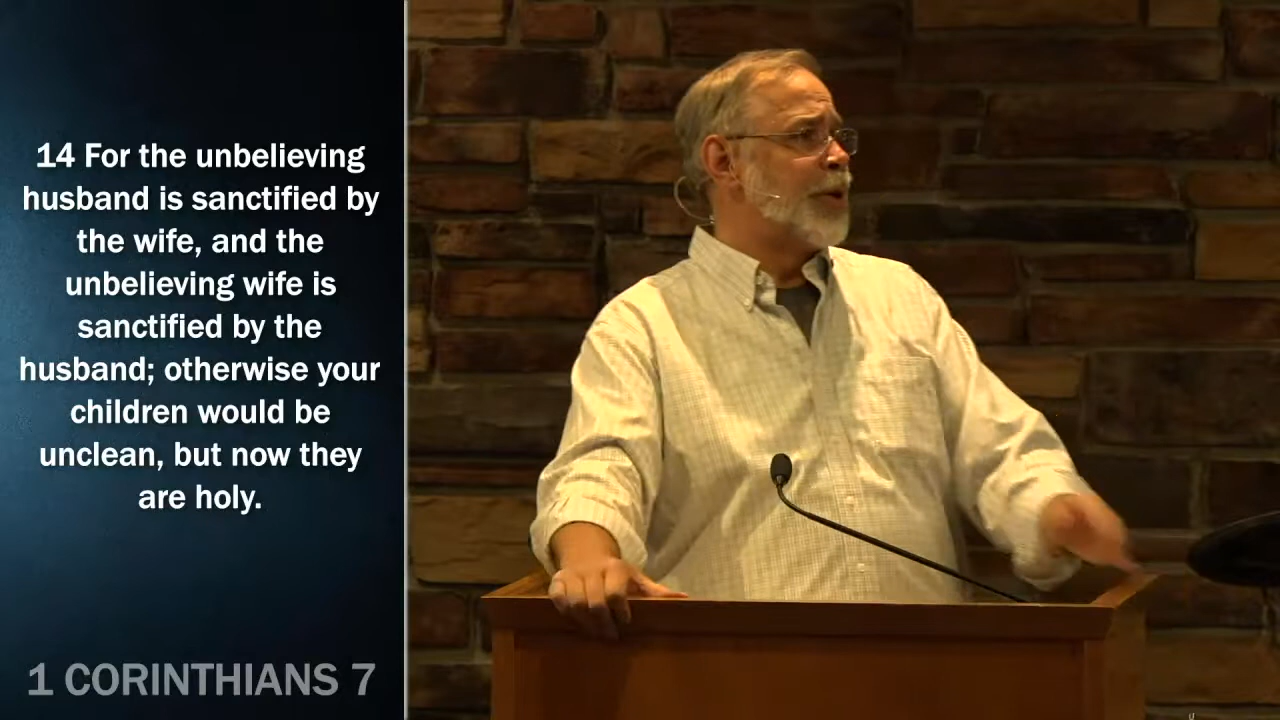 14 For the unbelieving
husband is sanctified by
the wife, and the
unbelieving wife is
sanctified by the
husband; otherwise your
children would be
unclean, but now they
are holy.
1 CORINTHIANS 7